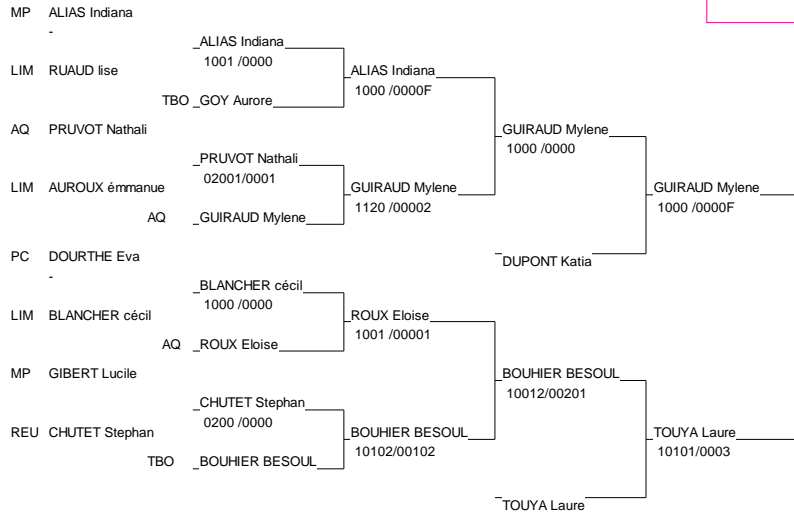 MP ALIAS Indiana
-
_ALIAS Indiana
1001 /0000
LIM RUAUD lise
ALIAS Indiana
1000 /0000F
TBO _GOY Aurore
AQ PRUVOT Nathali
GUIRAUD Mylene
1000 /0000
_PRUVOT Nathali
02001/0001
LIM AUROUX émmanue
GUIRAUD Mylene
1120 /00002
GUIRAUD Mylene
1000 /0000F
AQ _GUIRAUD Mylene
PC DOURTHE Eva
-
DUPONT Katia
_BLANCHER cécil
1000 /0000
LIM BLANCHER cécil
ROUX Eloise
1001 /00001
AQ _ROUX Eloise
MP GIBERT Lucile
BOUHIER BESOUL
10012/00201
_CHUTET Stephan
0200 /0000
REU CHUTET Stephan
BOUHIER BESOUL
10102/00102
TOUYA Laure
10101/0003
TBO _BOUHIER BESOUL
TOUYA Laure